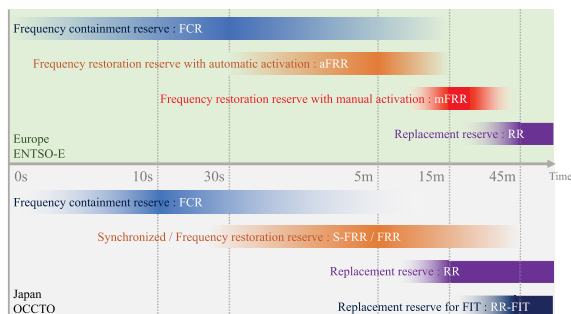 Frequency containment reserve : FCR
Frequency restoration reserve with automatic activation : aFRR
Frequency restoration reserve with manual activation : mFRR
Replacement reserve : RR
Europe
ENTSO-E
0s 10s 30s 5m 15m 45m Time
Frequency containment reserve : FCR
Synchronized / Frequency restoration reserve : S-FRR / FRR
Replacement reserve : RR
Japan
OCCTO
Replacement reserve for FIT : RR-FIT